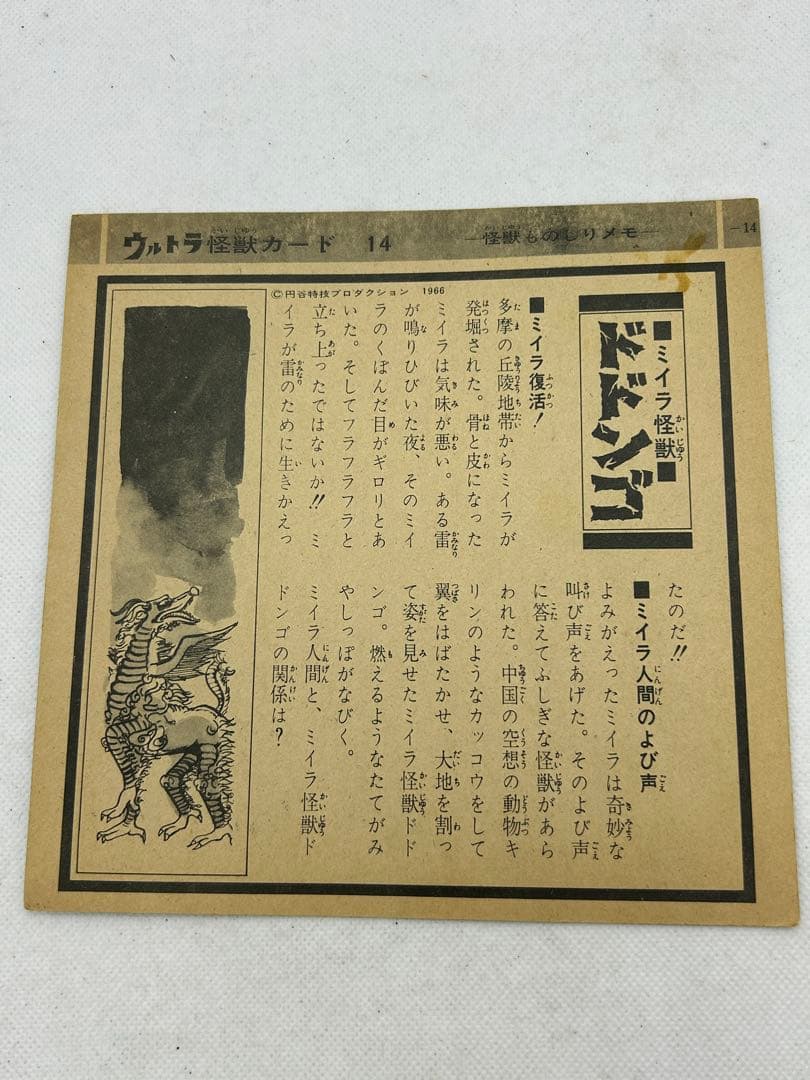 ウルトラ怪獣カード 14
―怪獣ものしりメモ―
―14
■ミイラ怪獣■
ドドンゴ
■ミイラ復活!
多摩の丘陵地帯からミイラが
発掘された。骨と皮になった
ミイラは気味が悪い。ある雷
が鳴りひびいた夜、そのミイ
ラのくぼんだ目がギロリとあ
いた。そしてフラフラフラと
立ち上ったではないか!! ミ
イラが雷のために生きかえっ
たのだ!!
■ミイラ人間のよび声
よみがえったミイラは奇妙な
叫び声をあげた。そのよび声
に答えてふしぎな怪獣があら
われた。中国の空想の動物キ
リンのようなカッコウをして
翼をはばたかせ、大地を割っ
て姿を見せたミイラ怪獣ドド
ンゴ。燃えるようなたてがみ
やしっぽがなびく。
ミイラ人間と、ミイラ怪獣ド
ドンゴの関係は?
©円谷特技プロダクション 1966